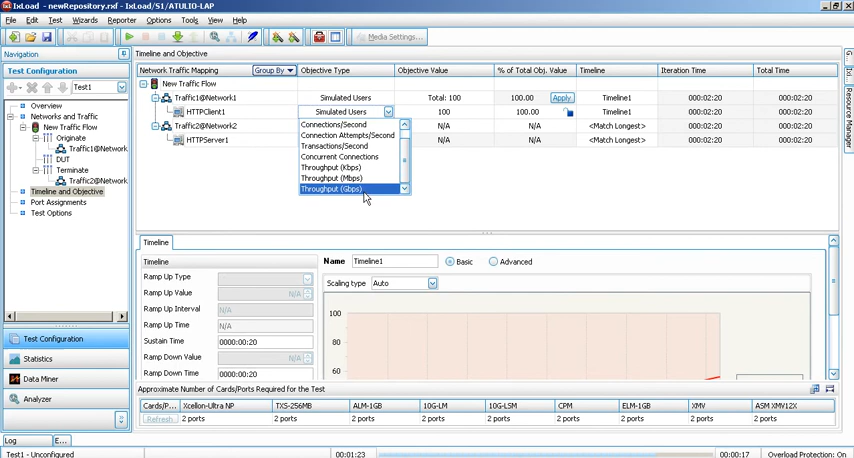 newRepository.rxf - IxLoad/S1/ATULIO-LAP
File Edit Test Wizards Reporter Options Tools View Help
Media Settings...
Navigation
Test Configuration
Test1
Overview
Networks and Traffic
New Traffic Flow
Originate
Traffic1@Network
DUT
Terminate
Traffic2@Network
Timeline and Objective
Port Assignments
Test Options
Test Configuration
Statistics
Data Miner
Analyzer
Log E...
Timeline and Objective
Network Traffic Mapping Group By Objective Type Objective Value % of Total Obj. Value Timeline Iteration Time Total Time
New Traffic Flow
Traffic1@Network1 Simulated Users Total: 100 100.00 Apply Timeline1 000:02:20 000:02:20
HTTPClient1 Simulated Users 100 100.00 Timeline1 000:02:20 000:02:20
Traffic2@Network2 N/A N/A <Match Longest> 000:02:20 000:02:20
HTTPServer1 N/A N/A <Match Longest> 000:02:20 000:02:20
Connections/Second
Connection Attempts/Second
Transactions/Second
Concurrent Connections
Throughput (Kbps)
Throughput (Mbps)
Throughput (Gbps)
Resource Manager
Timeline
Timeline
Ramp Up Type
Ramp Up Value N/A
Ramp Up Interval N/A
Ramp Up Time N/A
Sustain Time 0000:00:20
Ramp Down Value N/A
Ramp Down Time 0000:00:20
Name Timeline1 Basic Advanced
Scaling type Auto
100
80
60
Approximate Number of Cards/Ports Required for the Test
Cards/P... Xcellon-Ultra NP TXS-256MB ALM-1GB 10G-LM 10G-LSM CPM ELM-1GB XMV ASM XMV12X
Refresh 2 ports 2 ports 2 ports 2 ports 2 ports 2 ports 2 ports 2 ports 2 ports
Test1 - Unconfigured 00:01:23 00:00:17 Overload Protection: On